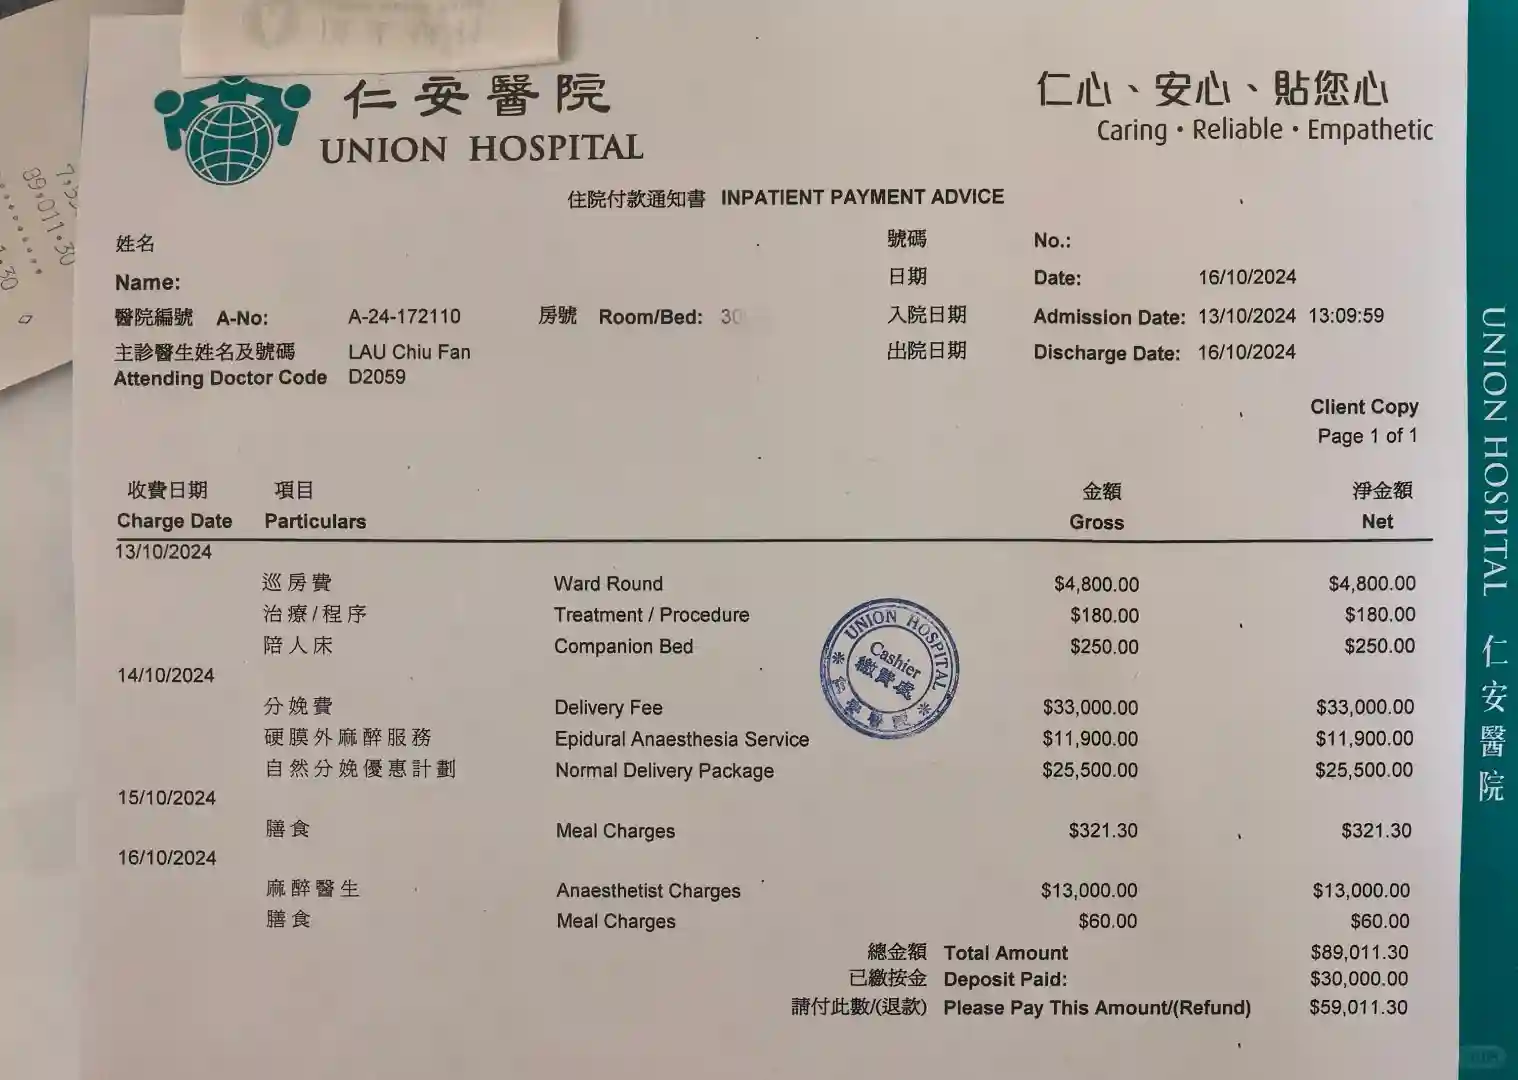 仁安醫院
UNION HOSPITAL
仁心、安心、貼您心
Caring • Reliable • Empathetic
住院付款通知書 INPATIENT PAYMENT ADVICE
姓名
Name:
號碼 No.:
日期 Date: 16/10/2024
醫院編號 A-No: A-24-172110 房號 Room/Bed: 30
入院日期 Admission Date: 13/10/2024 13:09:59
主診醫生姓名及號碼 LAU Chiu Fan
Attending Doctor Code D2059
出院日期 Discharge Date: 16/10/2024
Client Copy
Page 1 of 1
收費日期 項目 金額 淨金額
Charge Date Particulars Gross Net
13/10/2024
巡房費 Ward Round $4,800.00 $4,800.00
治療/程序 Treatment / Procedure $180.00 $180.00
陪人床 Companion Bed $250.00 $250.00
14/10/2024
分娩費 Delivery Fee $33,000.00 $33,000.00
硬膜外麻醉服務 Epidural Anaesthesia Service $11,900.00 $11,900.00
自然分娩優惠計劃 Normal Delivery Package $25,500.00 $25,500.00
15/10/2024
膳食 Meal Charges $321.30 $321.30
16/10/2024
麻醉醫生 Anaesthetist Charges $13,000.00 $13,000.00
膳食 Meal Charges $60.00 $60.00
總金額 Total Amount $89,011.30
已繳按金 Deposit Paid: $30,000.00
請付此數/(退款) Please Pay This Amount/(Refund) $59,011.30
UNION HOSPITAL
Cashier
繳費處
仁安醫院
UNION HOSPITAL 仁安醫院
89,011.30